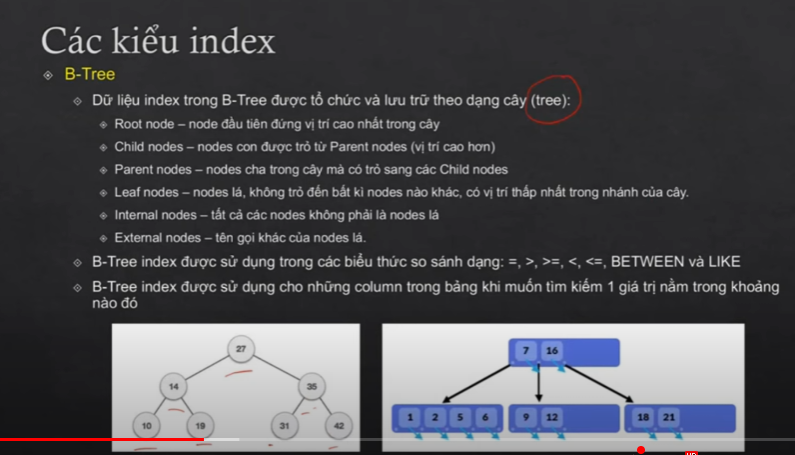 Các kiểu index
B-Tree
Dữ liệu index trong B-Tree được tổ chức và lưu trữ theo dạng cây (tree):
Root node – node đầu tiên đứng vị trí cao nhất trong cây
Child nodes – nodes con được trỏ từ Parent nodes (vị trí cao hơn)
Parent nodes – nodes cha trong cây mà có trỏ sang các Child nodes
Leaf nodes – nodes lá, không trỏ đến bất kì nodes nào khác, có vị trí thấp nhất trong nhánh của cây.
Internal nodes – tất cả các nodes không phải là nodes lá
External nodes – tên gọi khác của nodes lá.
B-Tree index được sử dụng trong các biểu thức so sánh dạng: =, >, >=, <, <=, BETWEEN và LIKE
B-Tree index được sử dụng cho những column trong bảng khi muốn tìm kiếm 1 giá trị nằm trong khoảng
nào đó
27
14 35
10 19 31 42
7 16
1 2 5 6 9 12 18 21
HD